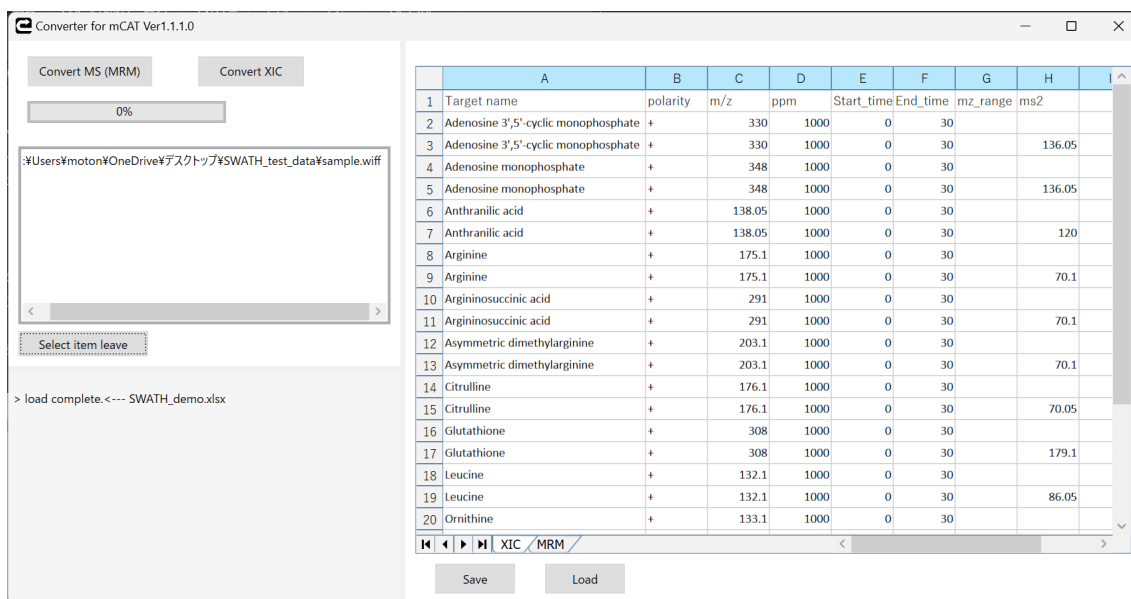 Converter for mCAT Ver1.1.1.0
Convert MS (MRM) Convert XIC
0%
:¥Users¥moton¥OneDrive¥デスクトップ¥SWATH_test_data¥sample.wiff
Select item leave
> load complete.<--- SWATH_demo.xlsx
A B C D E F G H I
1 Target name polarity m/z ppm Start_time End_time mz_range ms2
2 Adenosine 3',5'-cyclic monophosphate + 330 1000 0 30
3 Adenosine 3',5'-cyclic monophosphate + 330 1000 0 30 136.05
4 Adenosine monophosphate + 348 1000 0 30
5 Adenosine monophosphate + 348 1000 0 30 136.05
6 Anthranilic acid + 138.05 1000 0 30
7 Anthranilic acid + 138.05 1000 0 30 120
8 Arginine + 175.1 1000 0 30
9 Arginine + 175.1 1000 0 30 70.1
10 Argininosuccinic acid + 291 1000 0 30
11 Argininosuccinic acid + 291 1000 0 30 70.1
12 Asymmetric dimethylarginine + 203.1 1000 0 30
13 Asymmetric dimethylarginine + 203.1 1000 0 30 70.1
14 Citrulline + 176.1 1000 0 30
15 Citrulline + 176.1 1000 0 30 70.05
16 Glutathione + 308 1000 0 30
17 Glutathione + 308 1000 0 30 179.1
18 Leucine + 132.1 1000 0 30
19 Leucine + 132.1 1000 0 30 86.05
20 Ornithine + 133.1 1000 0 30
XIC MRM
Save Load